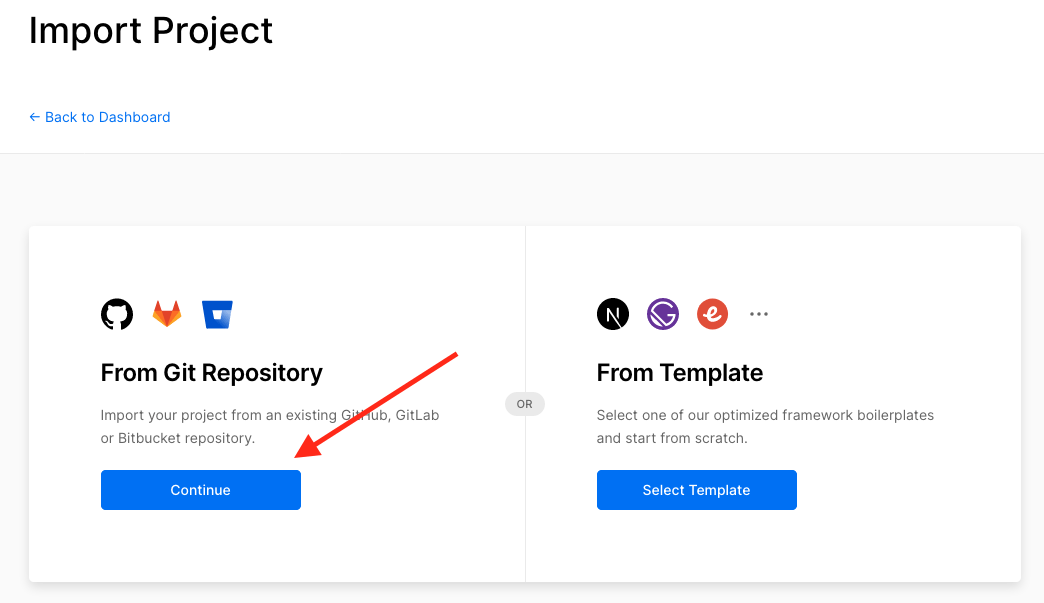 Import Project
← Back to Dashboard
From Git Repository
Import your project from an existing GitHub, GitLab
or Bitbucket repository.
Continue
OR
From Template
Select one of our optimized framework boilerplates
and start from scratch.
Select Template